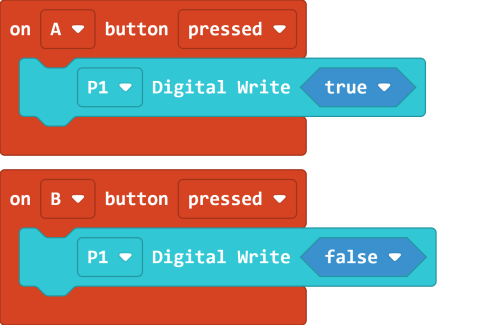 on A button pressed
P1 Digital Write true
on B button pressed
P1 Digital Write false